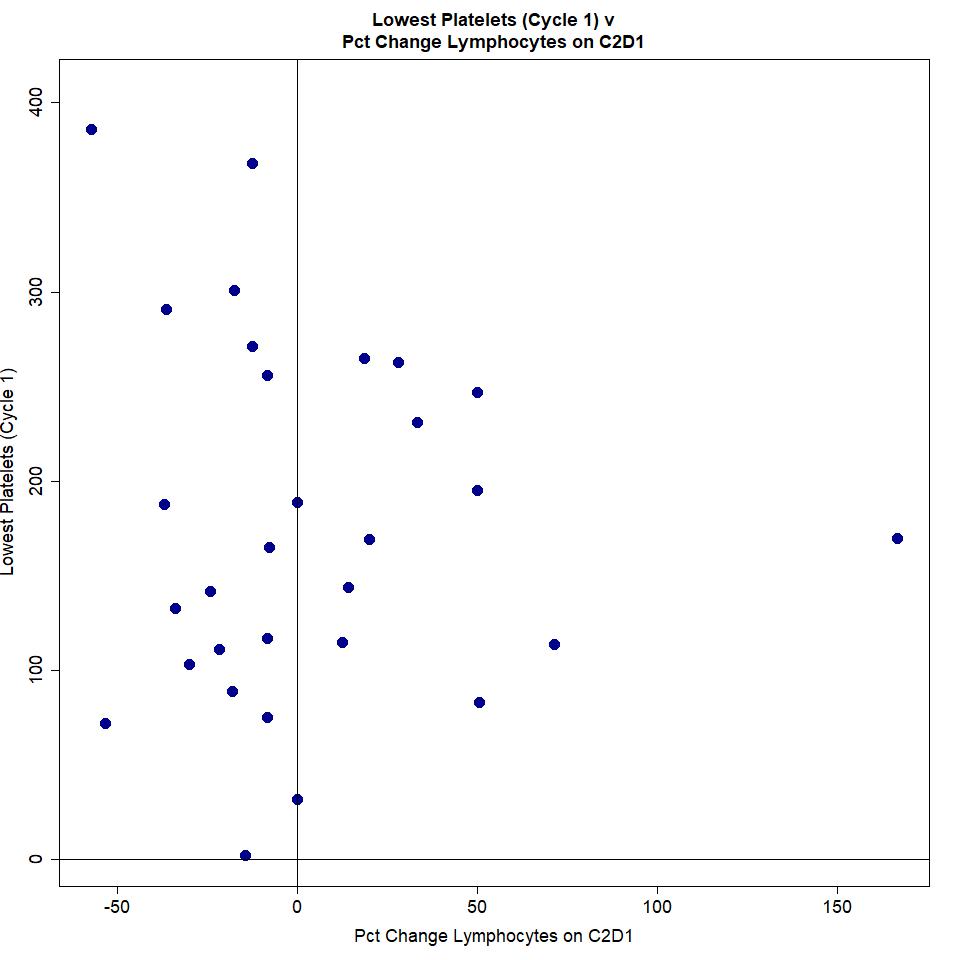 Lowest Platelets (Cycle 1) v
Pct Change Lymphocytes on C2D1
400
300
200
100
0
Lowest Platelets (Cycle 1)
-50 0 50 100 150
Pct Change Lymphocytes on C2D1